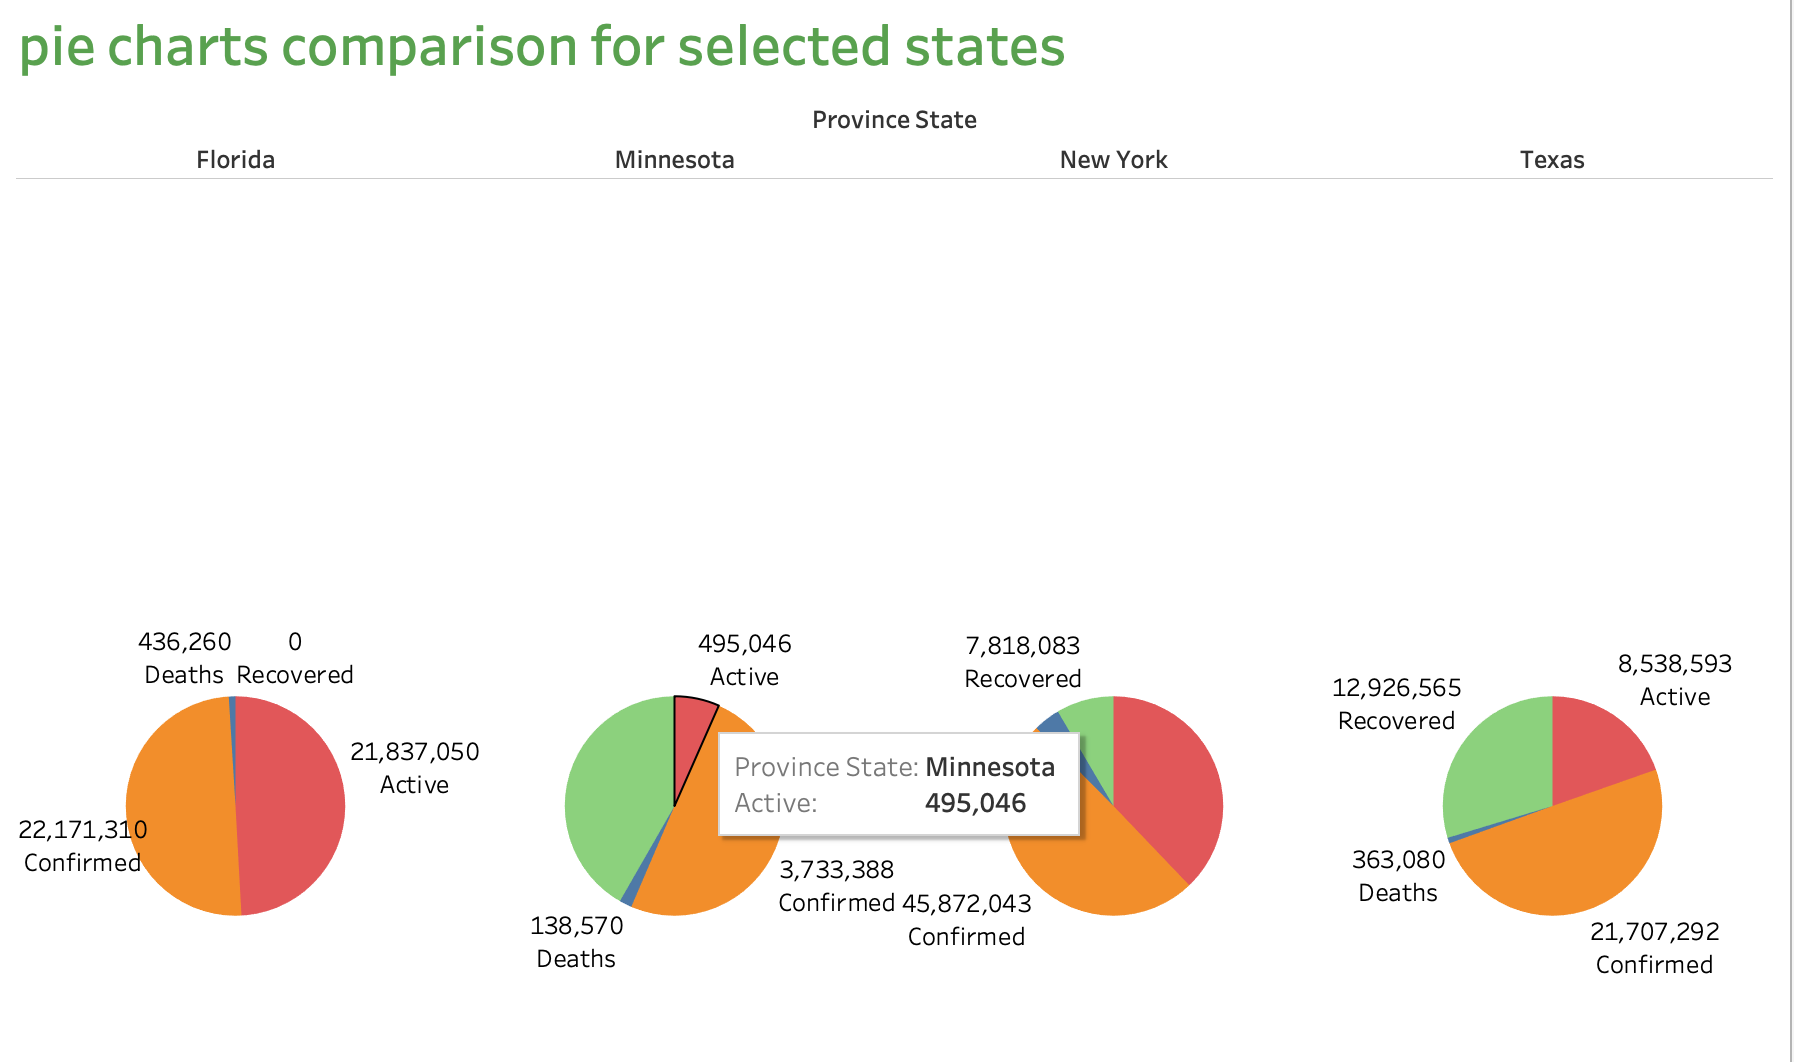 pie charts comparison for selected states
Province State
Florida
Minnesota
New York
Texas
436,260
Deaths
0
Recovered
21,837,050
Active
22,171,310
Confirmed
495,046
Active
Province State: Minnesota
Active: 495,046
3,733,388
Confirmed
138,570
Deaths
7,818,083
Recovered
45,872,043
Confirmed
12,926,565
Recovered
8,538,593
Active
363,080
Deaths
21,707,292
Confirmed